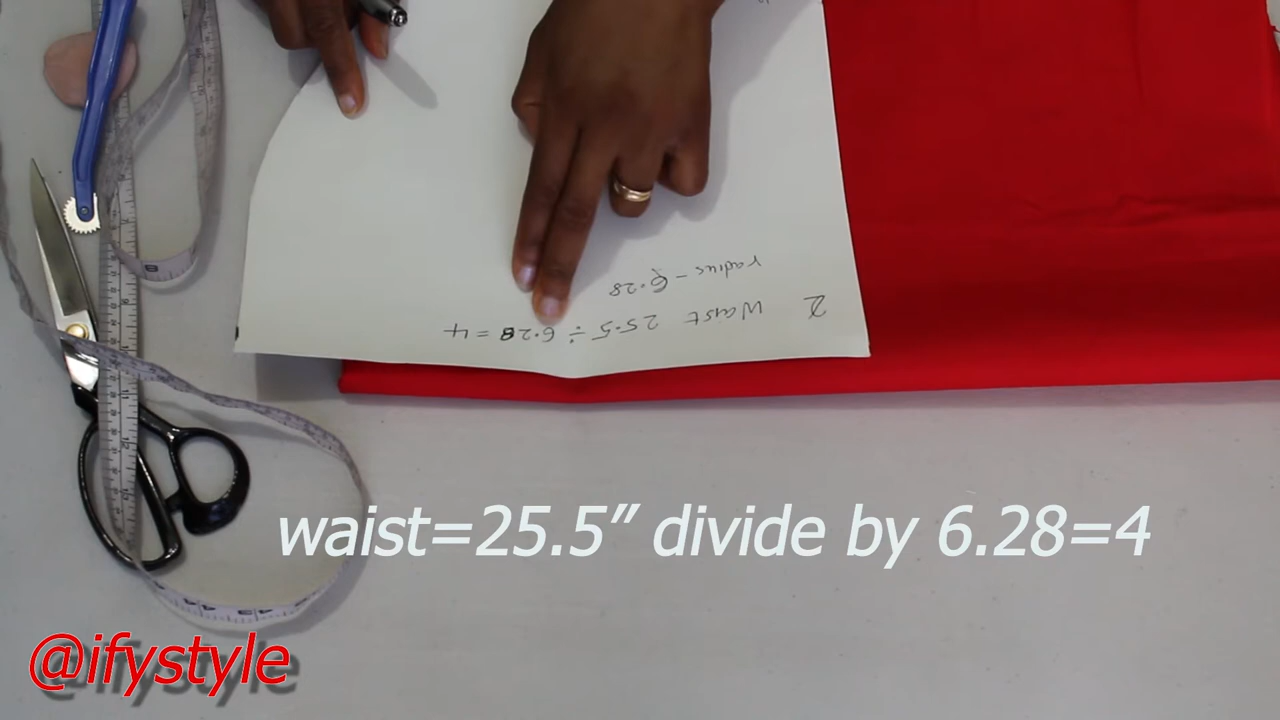 radius - 6.28
2 Waist 25.5 ÷ 6.28 = 4
waist=25.5” divide by 6.28=4
@ifystyle